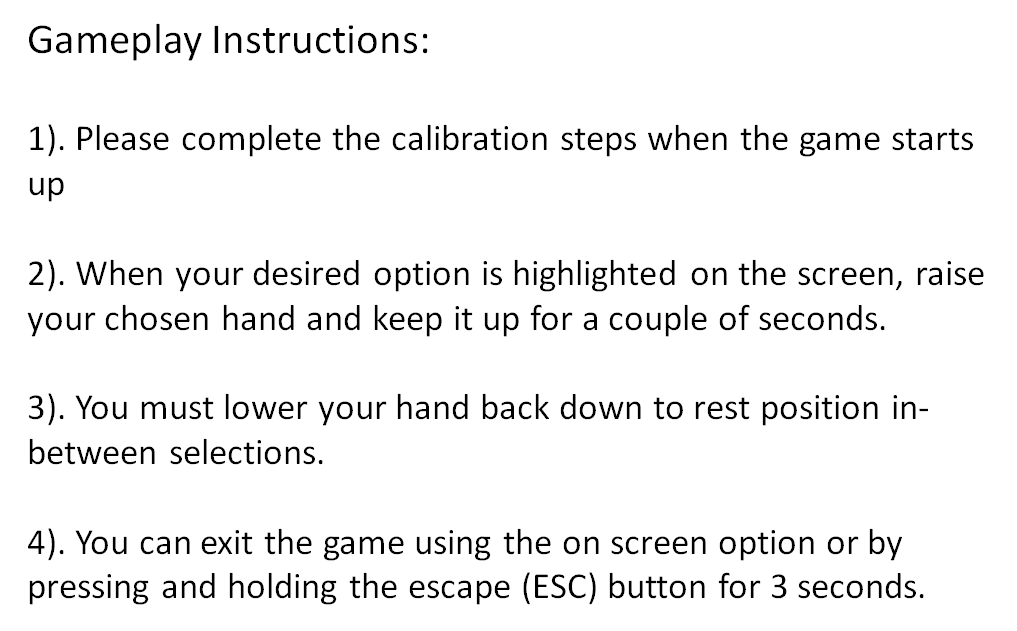 Gameplay Instructions:
1). Please complete the calibration steps when the game starts
up
2). When your desired option is highlighted on the screen, raise
your chosen hand and keep it up for a couple of seconds.
3). You must lower your hand back down to rest position in-
between selections.
4). You can exit the game using the on screen option or by
pressing and holding the escape (ESC) button for 3 seconds.